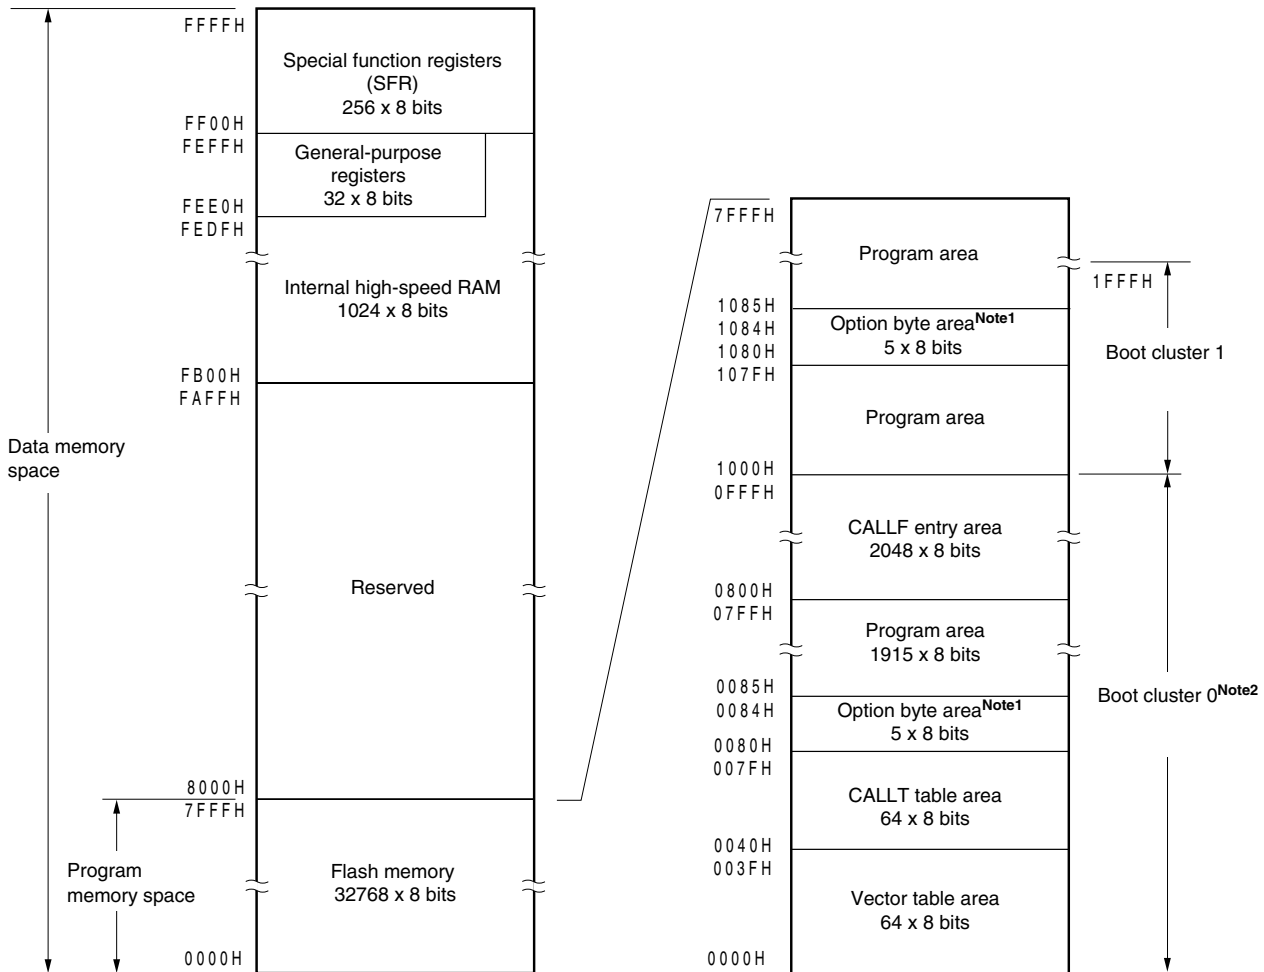 FFFFH
Special function registers
(SFR)
256 x 8 bits
FF00H
FEFFH
General-purpose
registers
32 x 8 bits
FEE0H
FEDFH
Internal high-speed RAM
1024 x 8 bits
FB00H
FAFFH
Data memory
space
Reserved
8000H
7FFFH
Program
memory space
Flash memory
32768 x 8 bits
0000H
7FFFH
Program area
1FFFH
1085H
1084H
Option byte areaNote1
5 x 8 bits
1080H
107FH
Boot cluster 1
Program area
1000H
0FFFH
CALLF entry area
2048 x 8 bits
0800H
07FFH
Program area
1915 x 8 bits
0085H
0084H
Option byte areaNote1
5 x 8 bits
Boot cluster 0Note2
0080H
007FH
CALLT table area
64 x 8 bits
0040H
003FH
Vector table area
64 x 8 bits
0000H